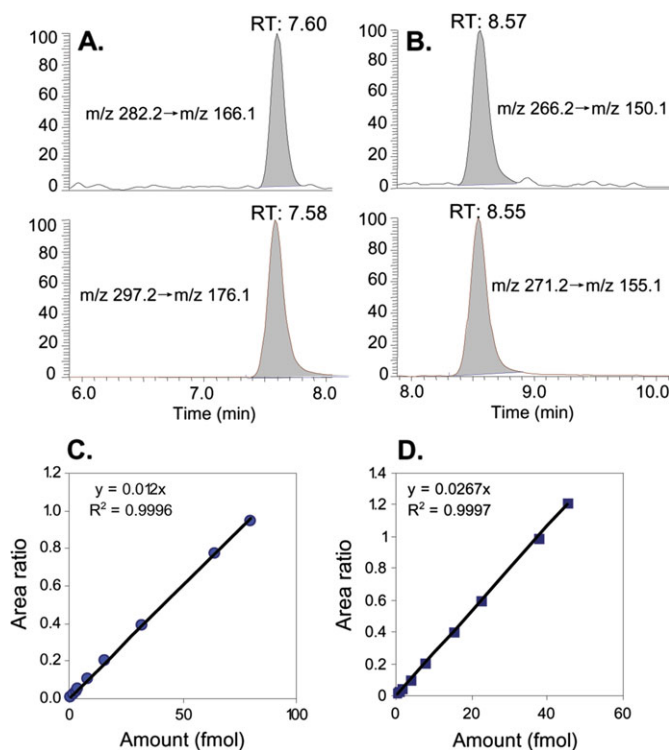 A.
RT: 7.60
100
80
60
40
20
0
m/z 282.2→m/z 166.1
RT: 7.58
100
80
60
40
20
0
m/z 297.2→m/z 176.1
6.0 7.0 8.0
Time (min)
B.
RT: 8.57
100
80
60
40
20
0
m/z 266.2→m/z 150.1
RT: 8.55
100
80
60
40
20
0
m/z 271.2→m/z 155.1
8.0 9.0 10.0
Time (min)
C.
y = 0.012x
R² = 0.9996
Area ratio
1.2
1.0
0.8
0.6
0.4
0.2
0.0
0 50 100
Amount (fmol)
D.
y = 0.0267x
R² = 0.9997
Area ratio
1.4
1.2
1
0.8
0.6
0.4
0.2
0
0 20 40 60
Amount (fmol)